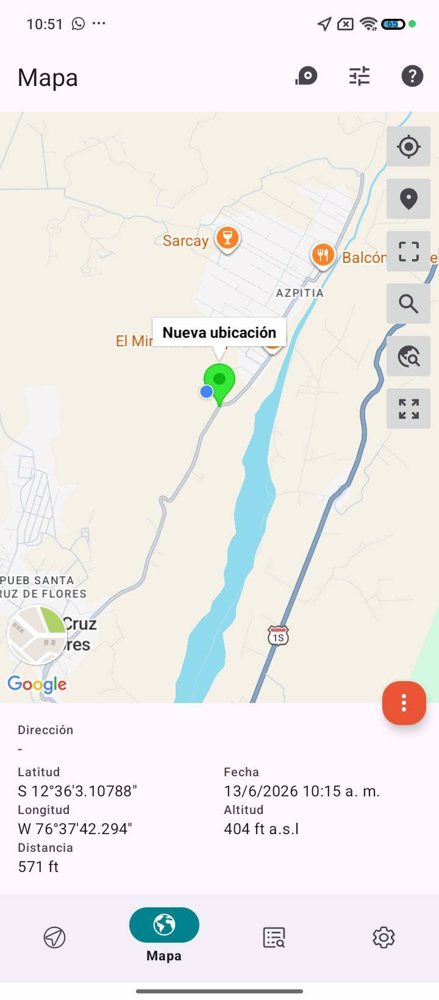 10:51
65
Mapa
Sarcay
Balcón
AZPITIA
Nueva ubicación
El Mir
1S
PUEB SANTA
RUZ DE FLORES
Cruz
res
Google
Dirección
-
Latitud
S 12°36'3.10788"
Fecha
13/6/2026 10:15 a. m.
Longitud
W 76°37'42.294"
Altitud
404 ft a.s.l
Distancia
571 ft
Mapa